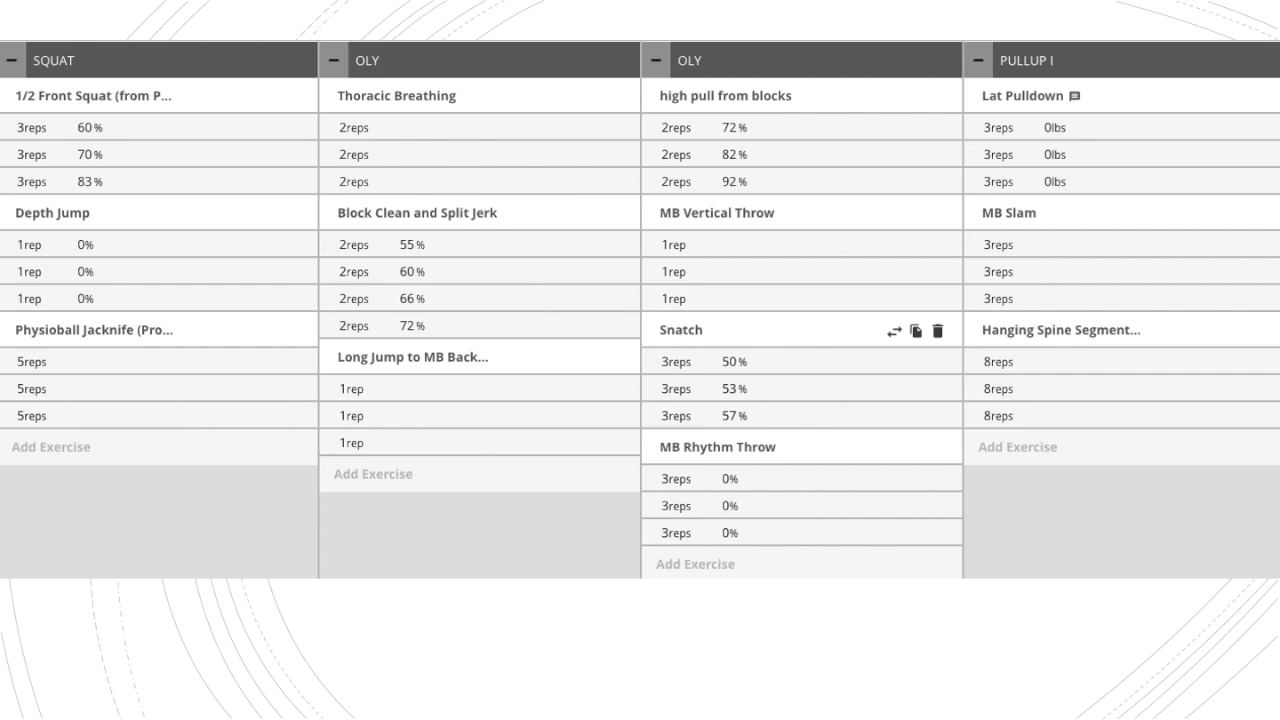 SQUAT
1/2 Front Squat (from P...
3reps 60%
3reps 70%
3reps 83%
Depth Jump
1rep 0%
1rep 0%
1rep 0%
Physioball Jacknife (Pro...
5reps
5reps
5reps
Add Exercise
OLY
Thoracic Breathing
2reps
2reps
2reps
Block Clean and Split Jerk
2reps 55%
2reps 60%
2reps 66%
2reps 72%
Long Jump to MB Back...
1rep
1rep
1rep
Add Exercise
OLY
high pull from blocks
2reps 72%
2reps 82%
2reps 92%
MB Vertical Throw
1rep
1rep
1rep
Snatch
3reps 50%
3reps 53%
3reps 57%
MB Rhythm Throw
3reps 0%
3reps 0%
3reps 0%
Add Exercise
PULLUP I
Lat Pulldown
3reps 0lbs
3reps 0lbs
3reps 0lbs
MB Slam
3reps
3reps
3reps
Hanging Spine Segment...
8reps
8reps
8reps
Add Exercise